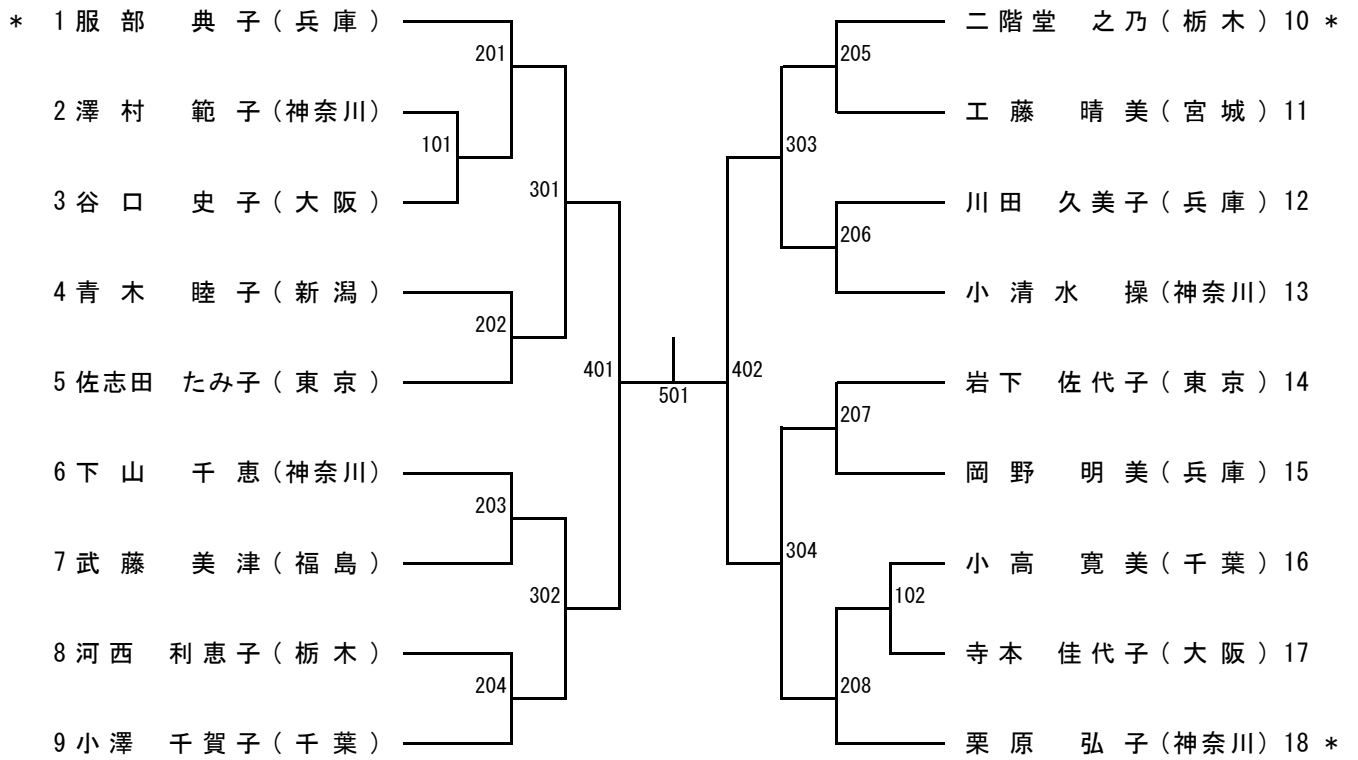 * 1 服部 典子 (兵庫)
201
2 澤村 範子 (神奈川)
101
3 谷口 史子 (大阪)
301
4 青木 睦子 (新潟)
202
5 佐志田 たみ子 (東京)
401
6 下山 千恵 (神奈川)
203
7 武藤 美津 (福島)
302
8 河西 利恵子 (栃木)
204
9 小澤 千賀子 (千葉)
501
二階堂 之乃 (栃木) 10 *
205
工藤 晴美 (宮城) 11
303
川田 久美子 (兵庫) 12
206
小清水 操 (神奈川) 13
402
岩下 佐代子 (東京) 14
207
岡野 明美 (兵庫) 15
304
小高 寛美 (千葉) 16
102
寺本 佳代子 (大阪) 17
208
栗原 弘子 (神奈川) 18 *